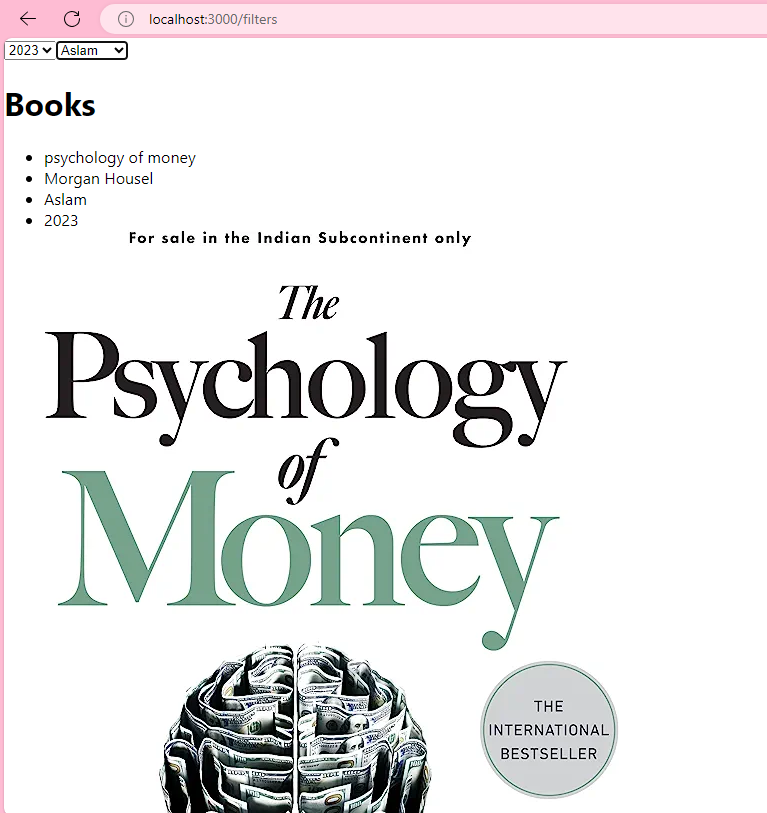 localhost:3000/filters
2023 Aslam
Books
psychology of money
Morgan Housel
Aslam
2023
For sale in the Indian Subcontinent only
The
Psychology
of
Money
THE
INTERNATIONAL
BESTSELLER